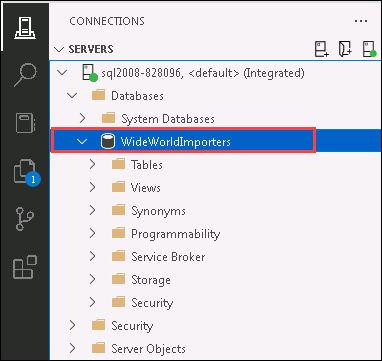 CONNECTIONS
SERVERS
sql2008-828096, <default> (Integrated)
Databases
System Databases
WideWorldImporters
Tables
Views
Synonyms
Programmability
Service Broker
Storage
Security
Security
Server Objects
1